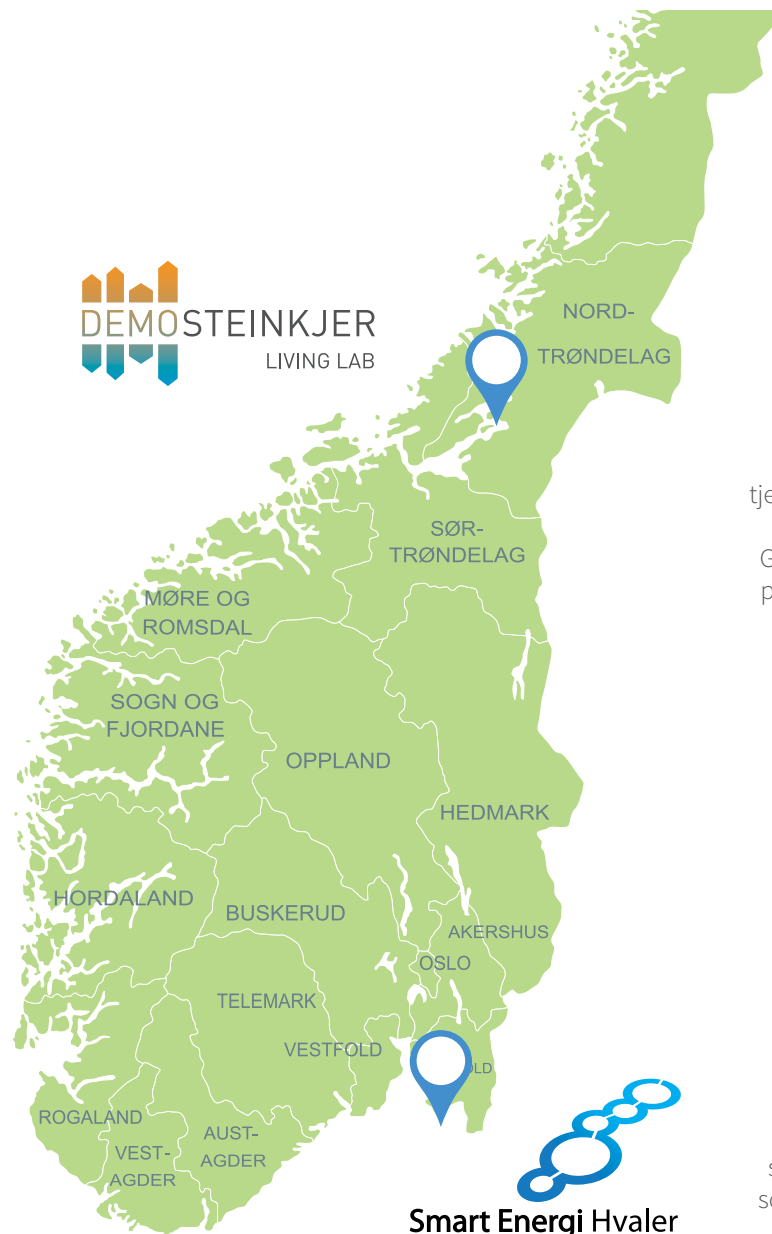 NORD-
TRØNDELAG
DEMOSTEINKJER
LIVING LAB
SØR-
TRØNDELAG
MØRE OG
ROMSDAL
SOGN OG
FJORDANE
OPPLAND
HEDMARK
HORDALAND
BUSKERUD
AKERSHUS
OSLO
TELEMARK
VESTFOLD
ROGALAND
AUST-
AGDER
VEST-
AGDER
Smart Energi Hvaler